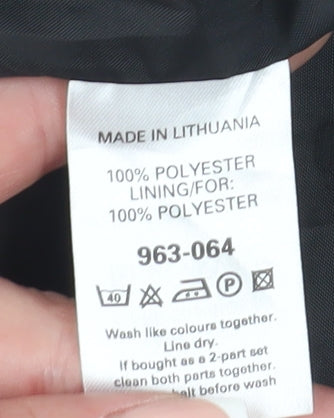 MADE IN LITHUANIA
100% POLYESTER
LINING/FOR:
100% POLYESTER
963-064
40 P
Wash like colours together.
Line dry.
If bought as a 2-part set
clean both parts together.
belt before wash